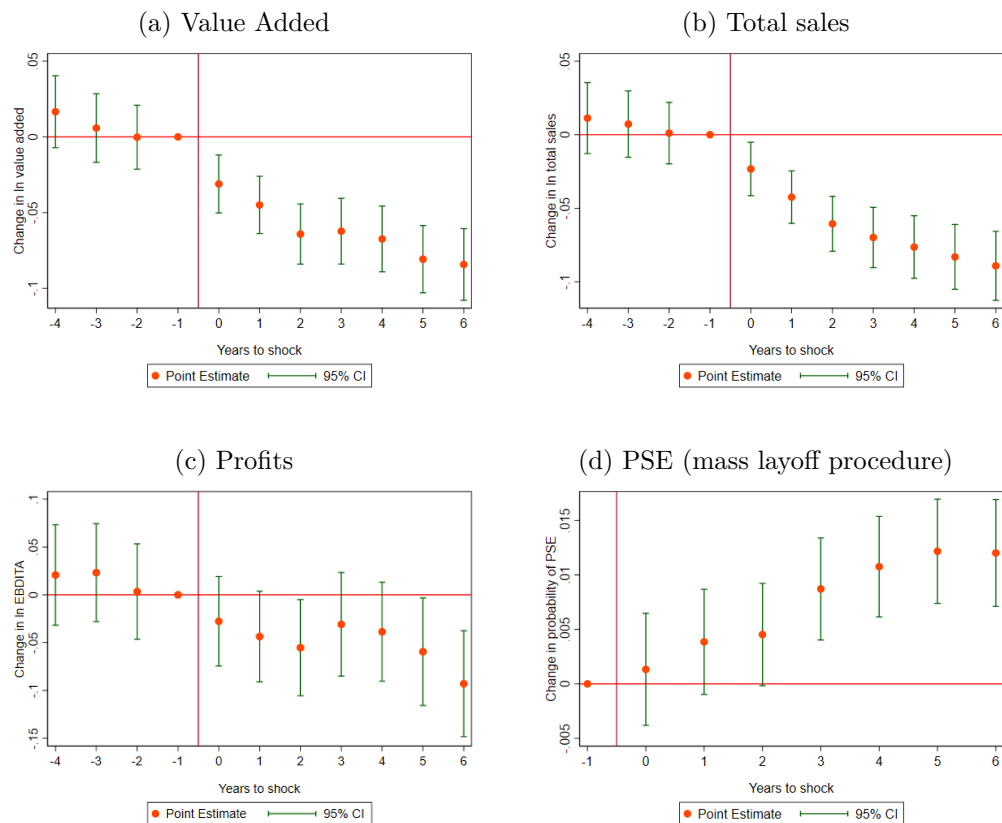 (a) Value Added
Change in ln value added
.05
0
-.05
-.1
-4 -3 -2 -1 0 1 2 3 4 5 6
Years to shock
Point Estimate 95% CI
(b) Total sales
Change in ln total sales
.05
0
-.05
-.1
-4 -3 -2 -1 0 1 2 3 4 5 6
Years to shock
Point Estimate 95% CI
(c) Profits
Change in ln EBDITA
.1
.05
0
-.05
-.1
-.15
-4 -3 -2 -1 0 1 2 3 4 5 6
Years to shock
Point Estimate 95% CI
(d) PSE (mass layoff procedure)
Change in probability of PSE
.015
.01
.005
0
-.005
-1 0 1 2 3 4 5 6
Years to shock
Point Estimate 95% CI